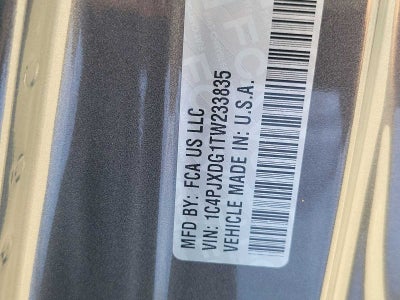 MFD BY: FCA US LLC
VIN: 1C4PJXDG1TW233835
VEHICLE MADE IN: U.S.A.